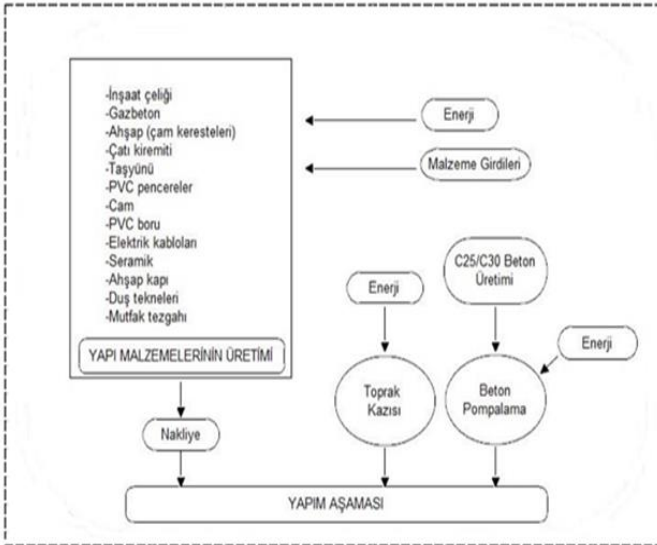 -İnşaat çeliği
-Gazbeton
-Ahşap (çam keresteleri)
-Çatı kiremiti
-Taşyünü
-PVC pencereler
-Cam
-PVC boru
-Elektrik kabloları
-Seramik
-Ahşap kapı
-Duş tekneleri
-Mutfak tezgahı
YAPI MALZEMELERİNİN ÜRETİMİ
Enerji
Malzeme Girdileri
C25/C30 Beton
Üretimi
Enerji
Enerji
Toprak
Kazısı
Beton
Pompalama
Nakliye
YAPIM AŞAMASI